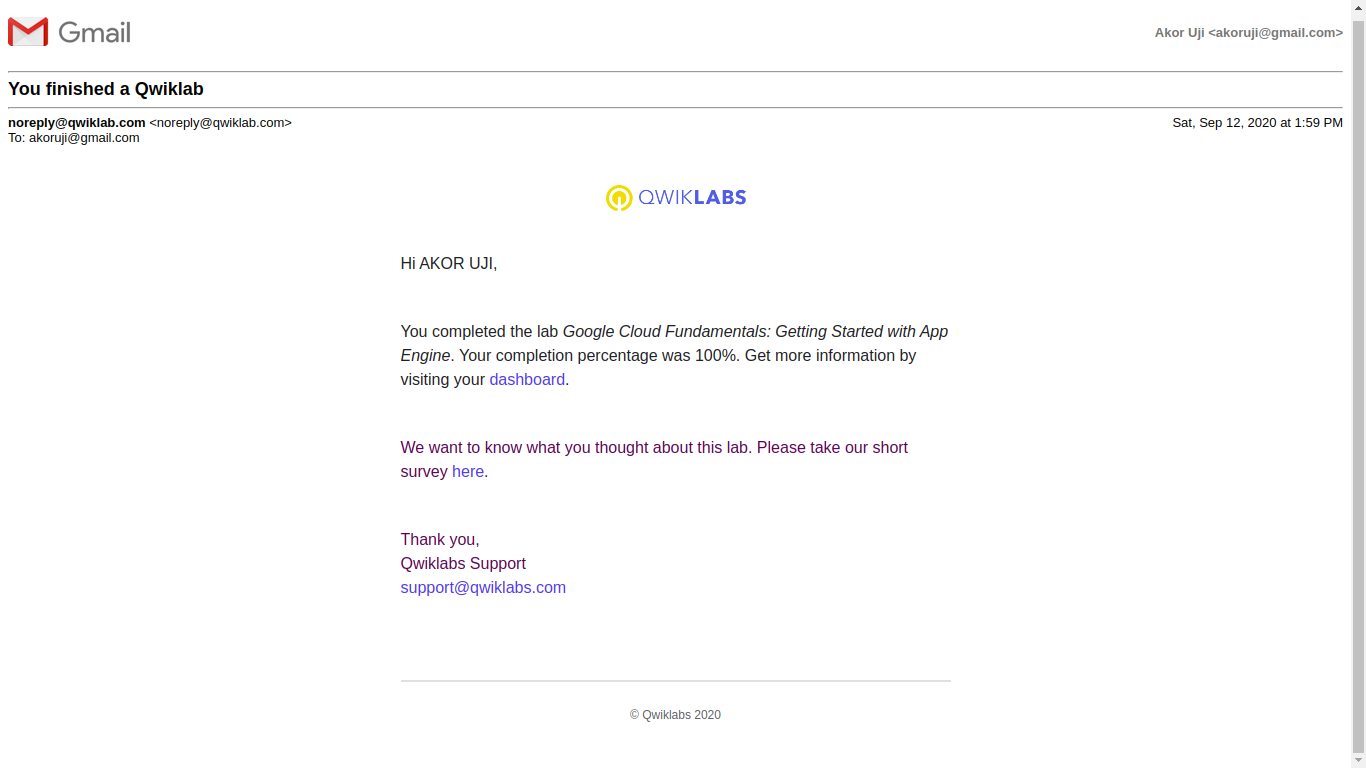 Gmail
Akor Uji <akoruji@gmail.com>
You finished a Qwiklab
noreply@qwiklab.com <noreply@qwiklab.com>
Sat, Sep 12, 2020 at 1:59 PM
To: akoruji@gmail.com
QWIKLABS
Hi AKOR UJI,
You completed the lab Google Cloud Fundamentals: Getting Started with App
Engine. Your completion percentage was 100%. Get more information by
visiting your dashboard.
We want to know what you thought about this lab. Please take our short
survey here.
Thank you,
Qwiklabs Support
support@qwiklabs.com
© Qwiklabs 2020